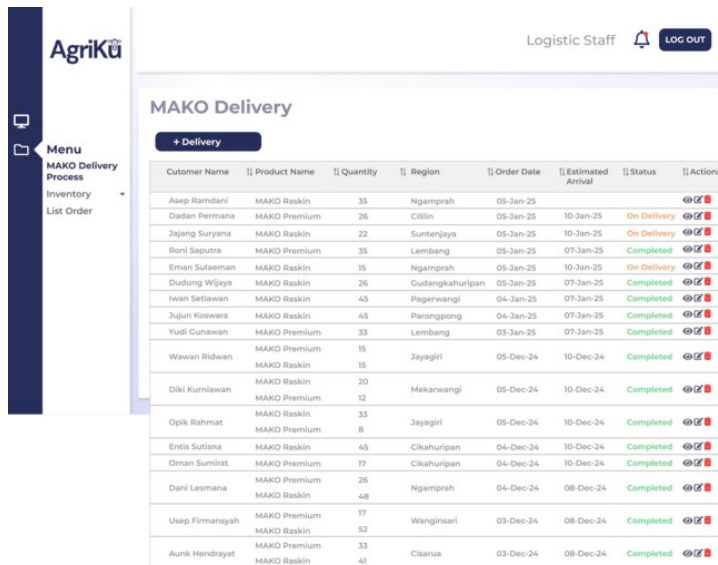 AgriKu
Logistic Staff
LOG OUT
Menu
MAKO Delivery
Process
Inventory
List Order
MAKO Delivery
+ Delivery
Cutomer Name Product Name Quantity Region Order Date Estimated Arrival Status Actions
Asep Ramdani MAKO Raskin 35 Ngamprah 05-Jan-25
Dadan Permana MAKO Premium 26 Cililin 05-Jan-25 10-Jan-25 On Delivery
Jajang Suryana MAKO Raskin 22 Suntenjaya 05-Jan-25 10-Jan-25 On Delivery
Roni Saputra MAKO Premium 35 Lembang 05-Jan-25 07-Jan-25 Completed
Eman Sulaeman MAKO Raskin 15 Ngamprah 05-Jan-25 10-Jan-25 On Delivery
Dudung Wijaya MAKO Raskin 26 Gudangkahuripan 05-Jan-25 07-Jan-25 Completed
Iwan Setiawan MAKO Raskin 45 Pagerwangi 04-Jan-25 07-Jan-25 Completed
Jujun Koswara MAKO Raskin 45 Parongpong 04-Jan-25 07-Jan-25 Completed
Yudi Gunawan MAKO Premium 33 Lembang 03-Jan-25 07-Jan-25 Completed
MAKO Premium 15
Wawan Ridwan Jayagiri 05-Dec-24 10-Dec-24 Completed
MAKO Raskin 15
MAKO Raskin 20
Diki Kurniawan Mekarwangi 05-Dec-24 10-Dec-24 Completed
MAKO Premium 12
MAKO Raskin 33
Opik Rahmat Jayagiri 05-Dec-24 10-Dec-24 Completed
MAKO Premium 8
Entis Sutisna MAKO Raskin 45 Cikahuripan 04-Dec-24 10-Dec-24 Completed
Oman Sumirat MAKO Premium 17 Cikahuripan 04-Dec-24 10-Dec-24 Completed
MAKO Premium 26
Dani Lesmana Ngamprah 04-Dec-24 08-Dec-24 Completed
MAKO Raskin 48
MAKO Premium 17
Usep Firmansyah Wanginsari 03-Dec-24 08-Dec-24 Completed
MAKO Raskin 52
MAKO Premium 33
Aunk Hendrayat Cisarua 03-Dec-24 08-Dec-24 Completed
MAKO Raskin 41